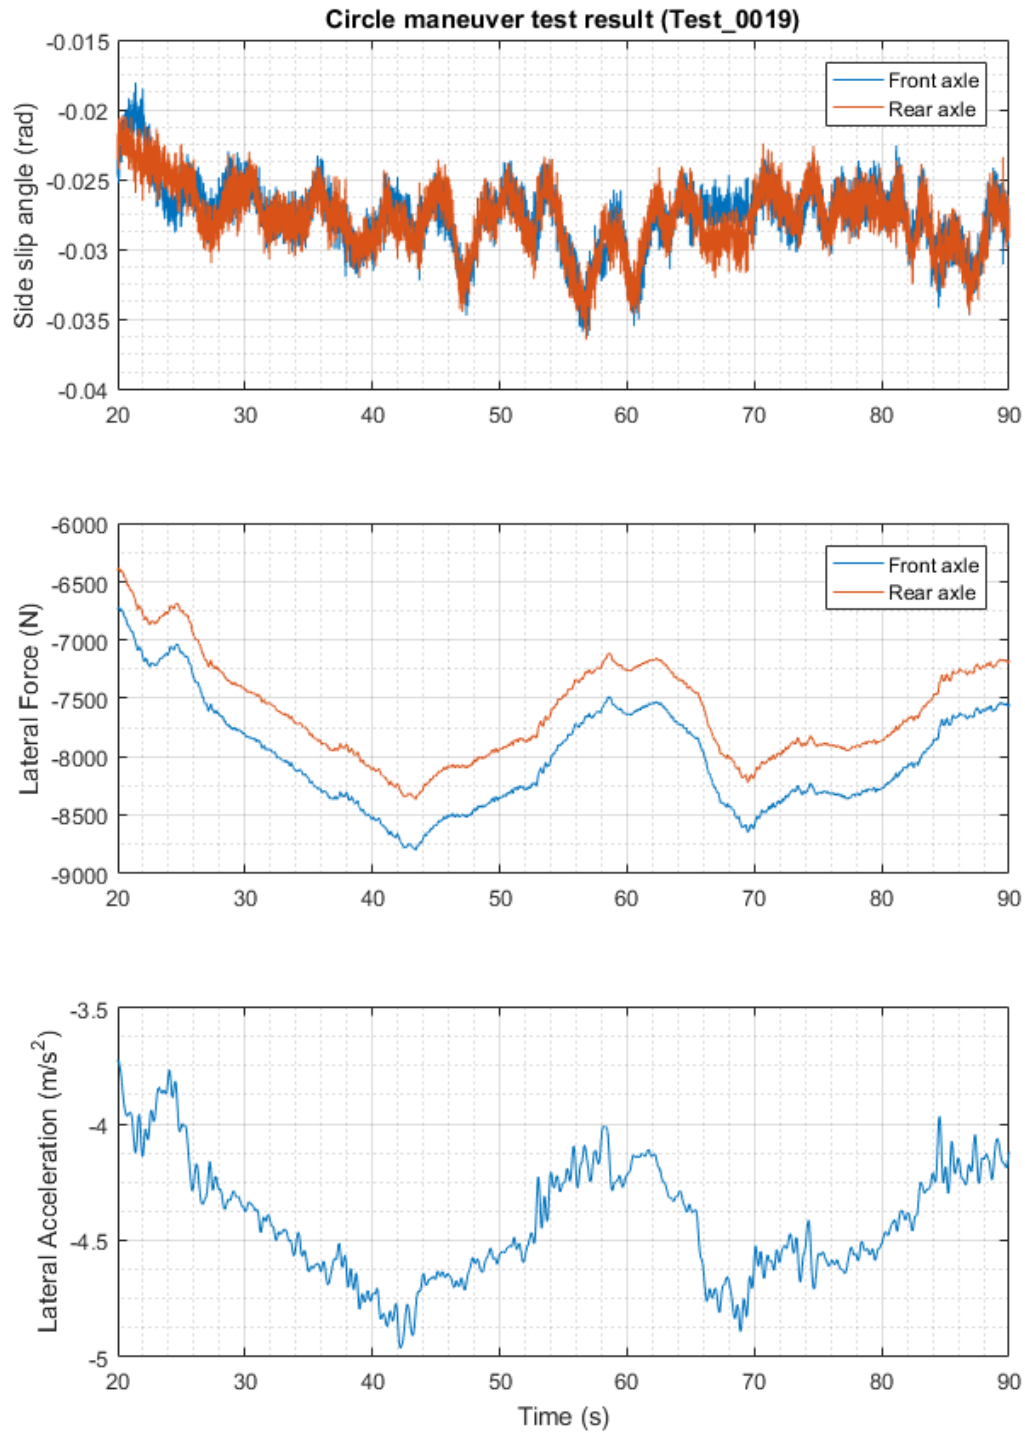 Circle maneuver test result (Test_0019)
-0.015
-0.02
-0.025
-0.03
-0.035
-0.04
Side slip angle (rad)
Front axle
Rear axle
20 30 40 50 60 70 80 90
-6000
-6500
-7000
-7500
-8000
-8500
-9000
Lateral Force (N)
Front axle
Rear axle
20 30 40 50 60 70 80 90
-3.5
-4
-4.5
-5
Lateral Acceleration (m/s²)
20 30 40 50 60 70 80 90
Time (s)